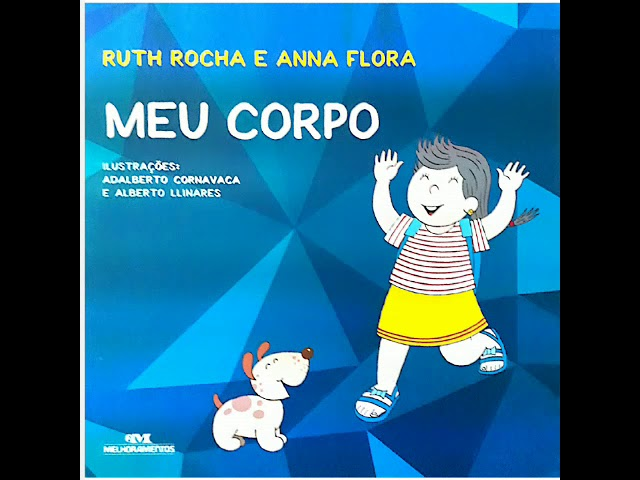 RUTH ROCHA E ANNA FLORA
MEU CORPO
ILUSTRAÇÕES:
ADALBERTO CORNAVACA
E ALBERTO LLINARES
MELHORAMENTOS